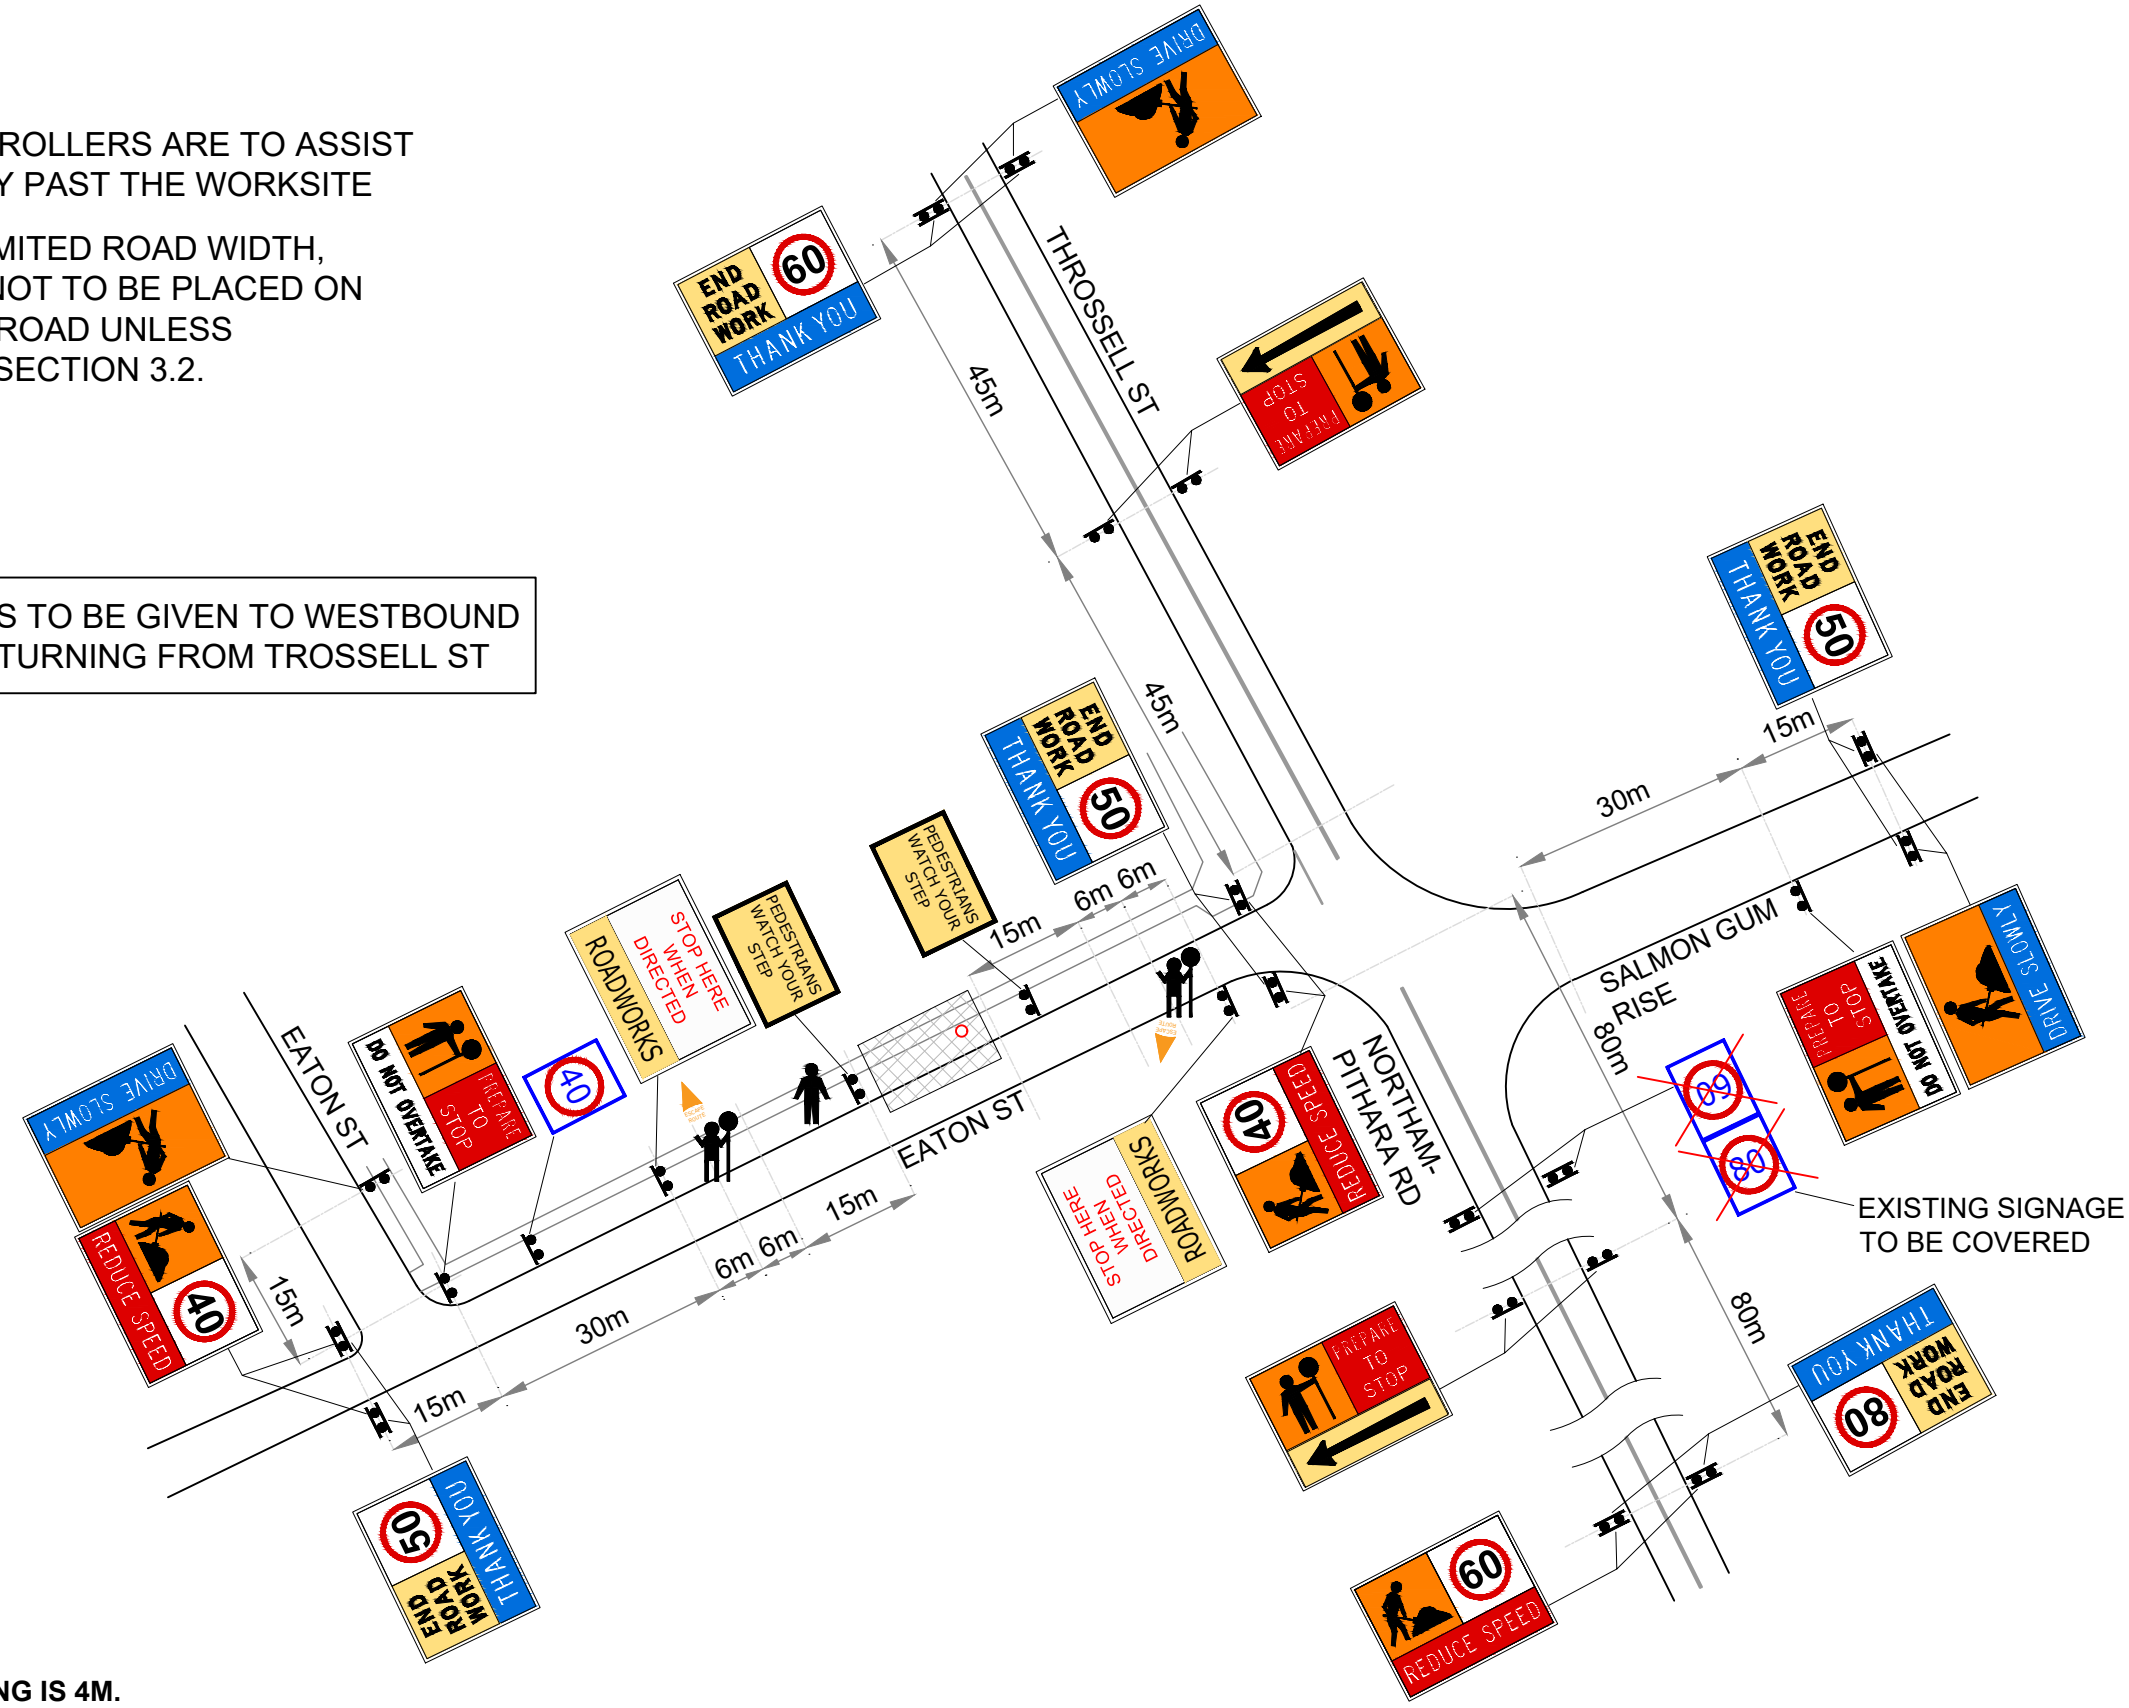 ROLLERS ARE TO ASSIST
Y PAST THE WORKSITE
MITED ROAD WIDTH,
NOT TO BE PLACED ON
ROAD UNLESS
SECTION 3.2.
S TO BE GIVEN TO WESTBOUND
TURNING FROM TROSSELL ST
NG IS 4M.
DRIVE SLOWLY
END
ROAD
WORK
60
THANK YOU
THROSSELL ST
45m
PREPARE
TO
STOP
45m
END
ROAD
WORK
50
THANK YOU
15m
30m
END
ROAD
WORK
50
THANK YOU
6m
6m
15m
PEDESTRIANS
WATCH YOUR
STEP
PEDESTRIANS
WATCH YOUR
STEP
STOP HERE
WHEN
DIRECTED
ROADWORKS
40
PREPARE
TO
STOP
DO NOT OVERTAKE
EATON ST
DRIVE SLOWLY
REDUCE SPEED
40
15m
15m
30m
6m
6m
15m
EATON ST
ESCAPE
ROUTE
ESCAPE
ROUTE
END
ROAD
WORK
50
THANK YOU
STOP HERE
WHEN
DIRECTED
ROADWORKS
40
REDUCE SPEED
NORTHAM-
PITHARA RD
SALMON GUM
RISE
80m
PREPARE
TO
STOP
DO NOT OVERTAKE
DRIVE SLOWLY
60
80
EXISTING SIGNAGE
TO BE COVERED
80m
PREPARE
TO
STOP
THANK YOU
END
ROAD
WORK
80
60
REDUCE SPEED